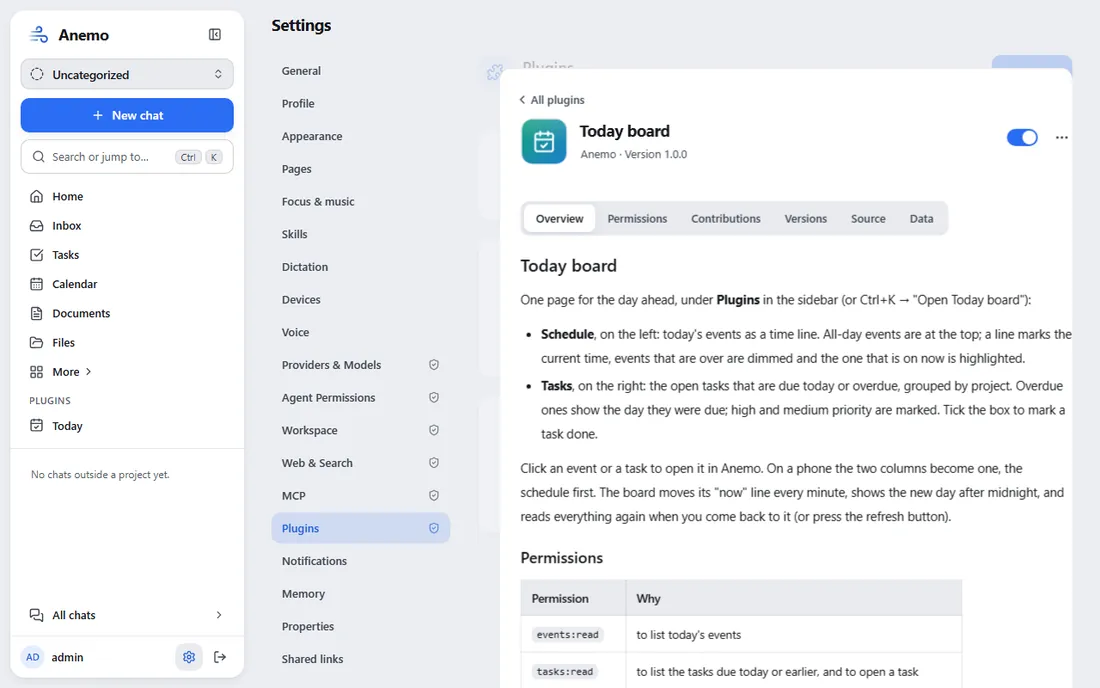 Anemo
Uncategorized
New chat
Search or jump to... Ctrl K
Home
Inbox
Tasks
Calendar
Documents
Files
More
PLUGINS
Today
No chats outside a project yet.
All chats
AD admin
Settings
General
Profile
Appearance
Pages
Focus & music
Skills
Dictation
Devices
Voice
Providers & Models
Agent Permissions
Workspace
Web & Search
MCP
Plugins
Notifications
Memory
Properties
Shared links
Plugins
All plugins
Today board
Anemo · Version 1.0.0
Overview Permissions Contributions Versions Source Data
Today board
One page for the day ahead, under Plugins in the sidebar (or Ctrl+K → "Open Today board"):
• Schedule, on the left: today's events as a time line. All-day events are at the top; a line marks the
current time, events that are over are dimmed and the one that is on now is highlighted.
• Tasks, on the right: the open tasks that are due today or overdue, grouped by project. Overdue
ones show the day they were due; high and medium priority are marked. Tick the box to mark a
task done.
Click an event or a task to open it in Anemo. On a phone the two columns become one, the
schedule first. The board moves its "now" line every minute, shows the new day after midnight, and
reads everything again when you come back to it (or press the refresh button).
Permissions
Permission Why
events:read to list today's events
tasks:read to list the tasks due today or earlier, and to open a task